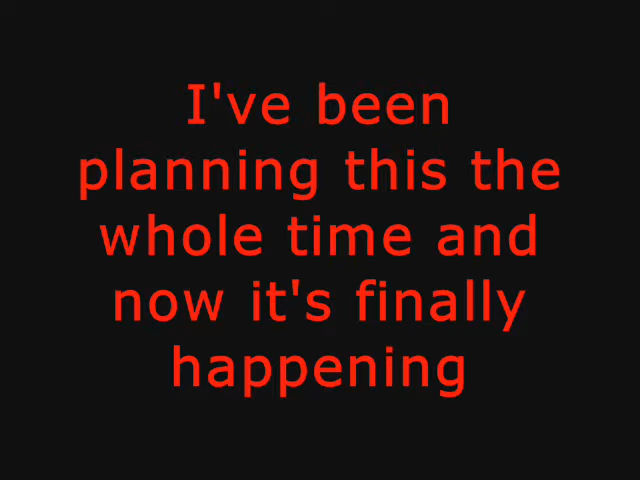 I've been
planning this the
whole time and
now it's finally
happening